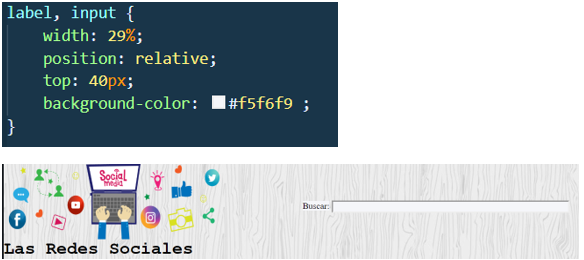 label, input {
width: 29%;
position: relative;
top: 40px;
background-color: #f5f6f9 ;
}
Social
media
Buscar:
Las Redes Sociales